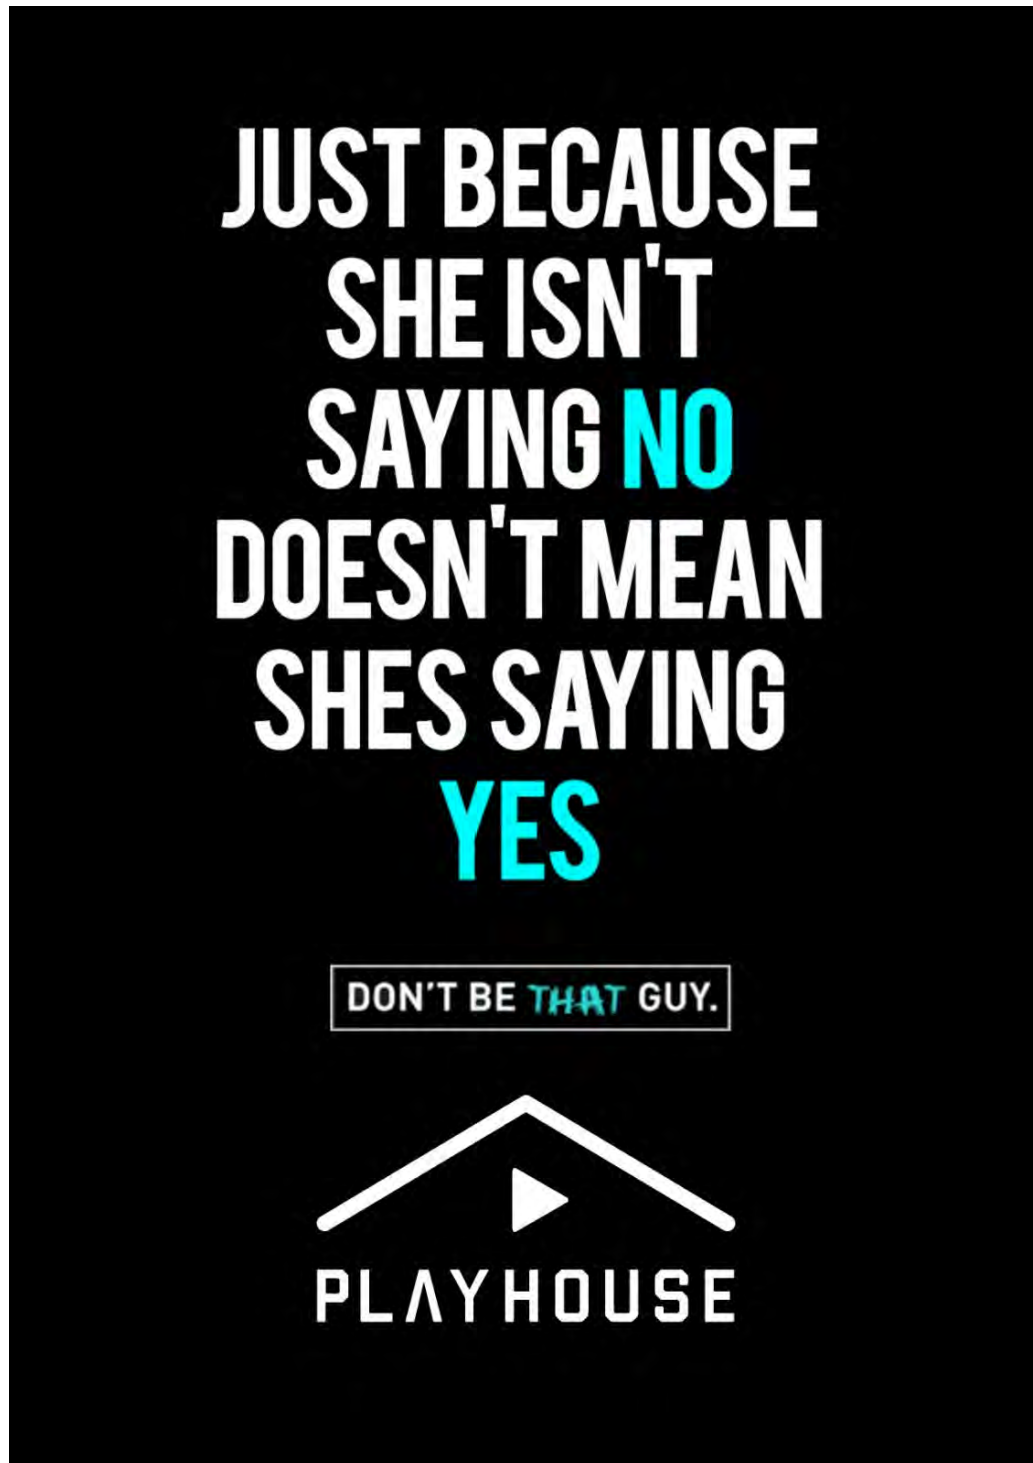 JUST BECAUSE
SHE ISN'T
SAYING NO
DOESN'T MEAN
SHES SAYING
YES
DON'T BE THAT GUY.
PLAYHOUSE